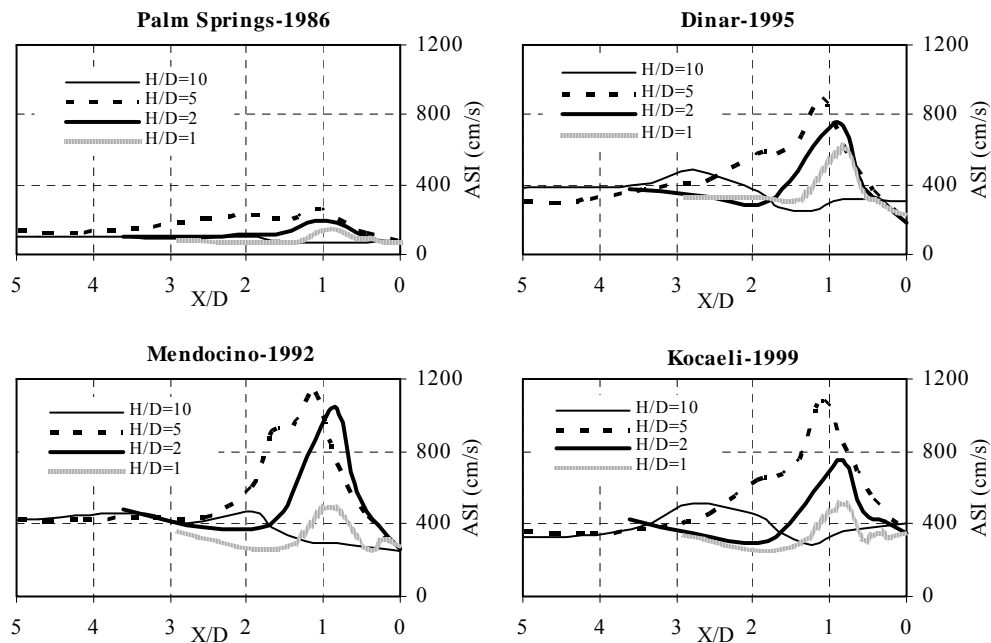 Palm Springs-1986
1200
800
400
0
ASI (cm/s)
H/D=10
H/D=5
H/D=2
H/D=1
5 4 3 2 1 0
X/D
Dinar-1995
1200
800
400
0
ASI (cm/s)
H/D=10
H/D=5
H/D=2
H/D=1
5 4 3 2 1 0
X/D
Mendocino-1992
1200
800
400
0
ASI (cm/s)
H/D=10
H/D=5
H/D=2
H/D=1
5 4 3 2 1 0
X/D
Kocaeli-1999
1200
800
400
0
ASI (cm/s)
H/D=10
H/D=5
H/D=2
H/D=1
5 4 3 2 1 0
X/D